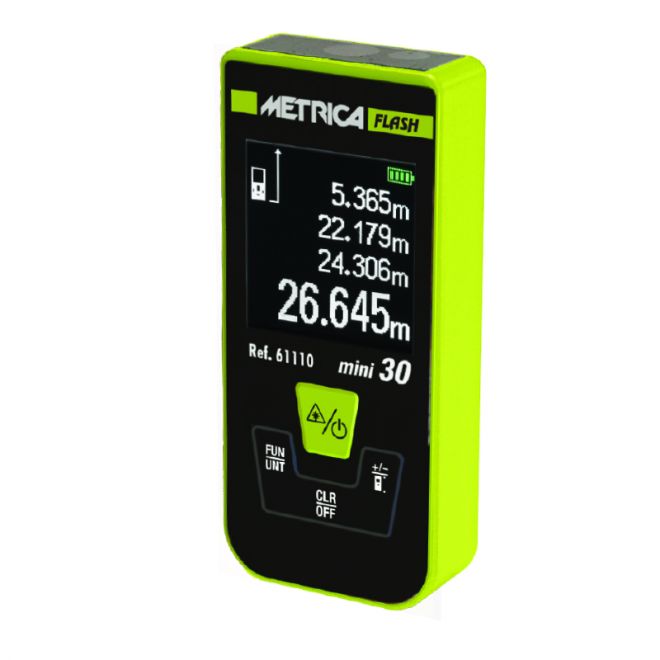 METRICA FLASH
5.365m
22.179m
24.306m
26.645m
Ref. 61110 mini 30
FUN
UNT
+/-
CLR
OFF